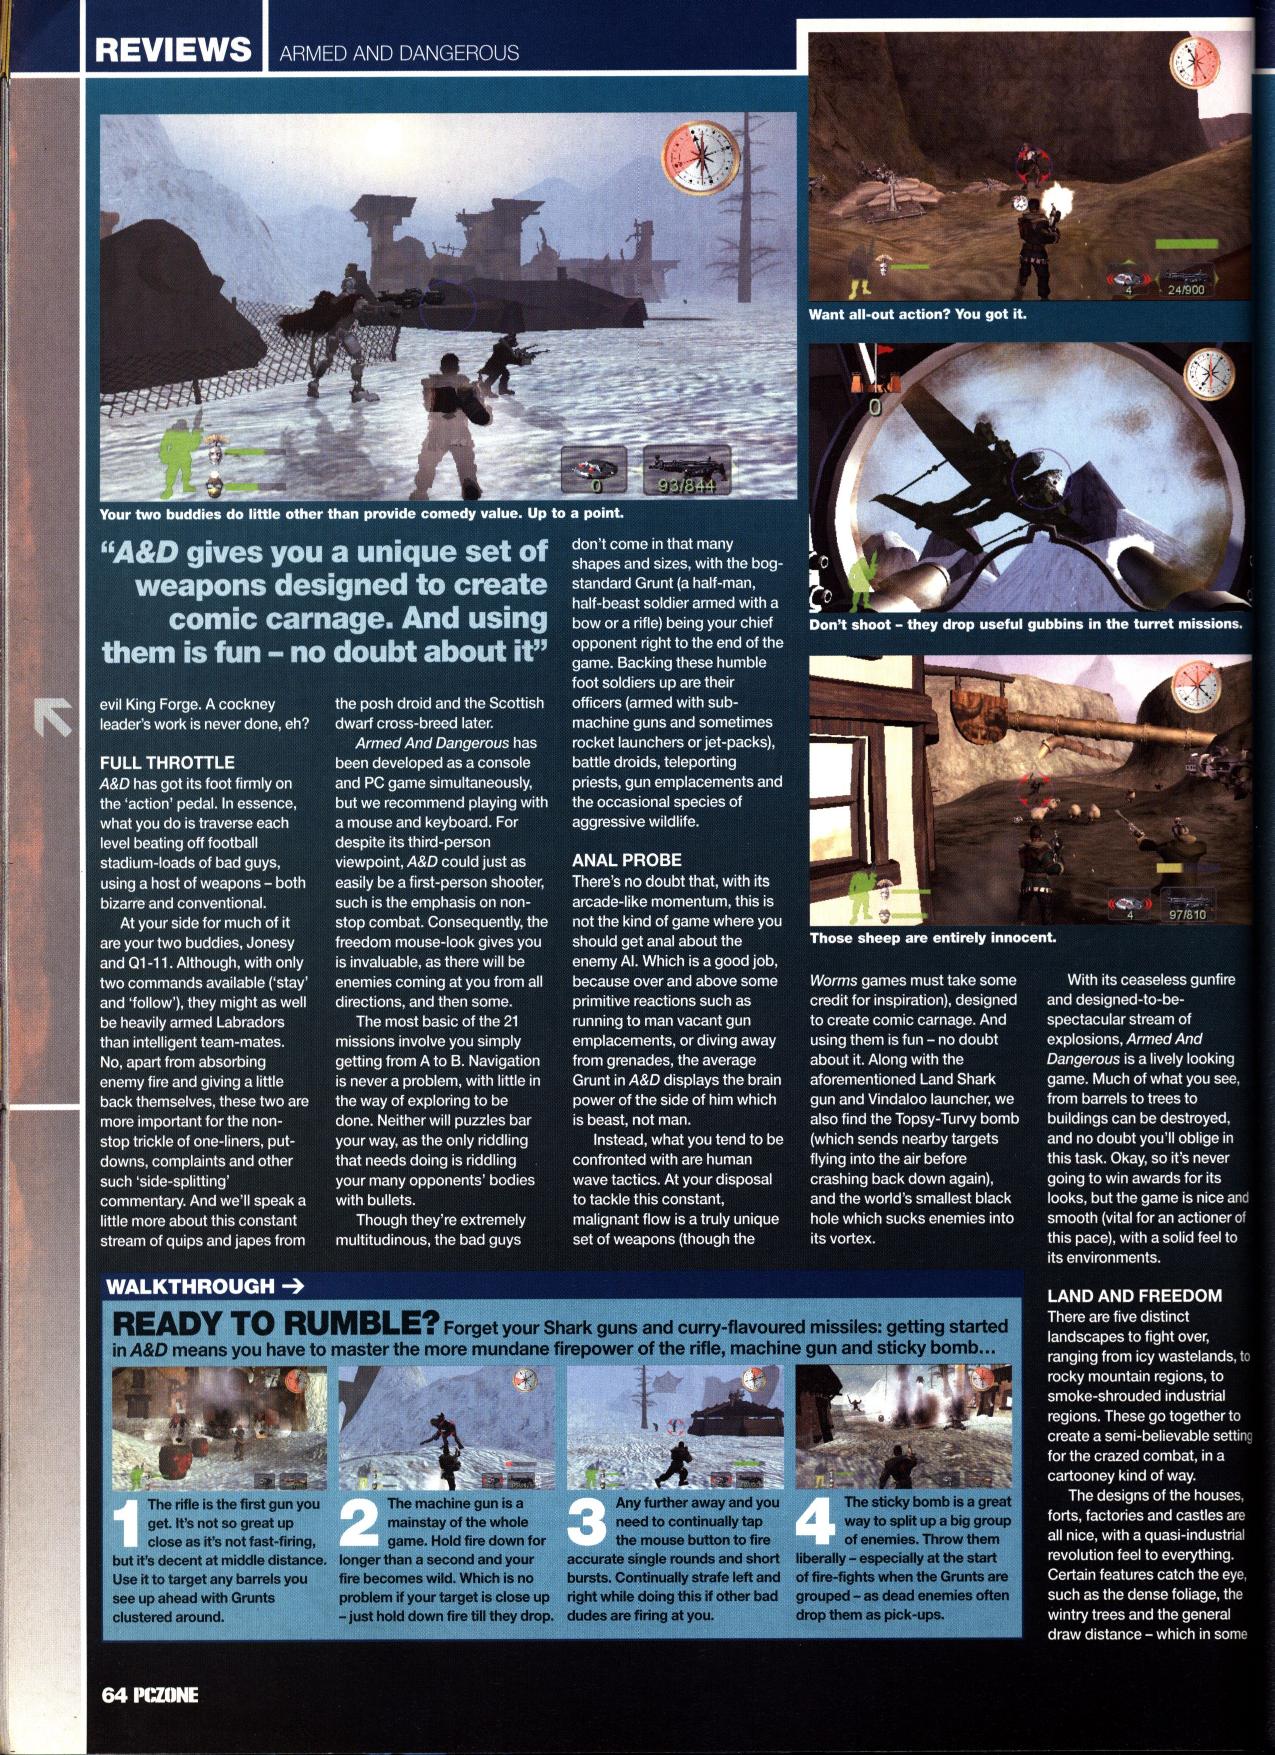 REVIEWS ARMED AND DANGEROUS
Your two buddies do little other than provide comedy value. Up to a point.
0
93/844
4
24/900
Want all-out action? You got it.
0
Don't shoot – they drop useful gubbins in the turret missions.
4
97/810
Those sheep are entirely innocent.
“A&D gives you a unique set of
weapons designed to create
comic carnage. And using
them is fun – no doubt about it”
evil King Forge. A cockney
leader's work is never done, eh?
FULL THROTTLE
A&D has got its foot firmly on
the ‘action’ pedal. In essence,
what you do is traverse each
level beating off football
stadium-loads of bad guys,
using a host of weapons – both
bizarre and conventional.
At your side for much of it
are your two buddies, Jonesy
and Q1-11. Although, with only
two commands available (‘stay’
and ‘follow’), they might as well
be heavily armed Labradors
than intelligent team-mates.
No, apart from absorbing
enemy fire and giving a little
back themselves, these two are
more important for the non-
stop trickle of one-liners, put-
downs, complaints and other
such ‘side-splitting’
commentary. And we'll speak a
little more about this constant
stream of quips and japes from
the posh droid and the Scottish
dwarf cross-breed later.
Armed And Dangerous has
been developed as a console
and PC game simultaneously,
but we recommend playing with
a mouse and keyboard. For
despite its third-person
viewpoint, A&D could just as
easily be a first-person shooter,
such is the emphasis on non-
stop combat. Consequently, the
freedom mouse-look gives you
is invaluable, as there will be
enemies coming at you from all
directions, and then some.
The most basic of the 21
missions involve you simply
getting from A to B. Navigation
is never a problem, with little in
the way of exploring to be
done. Neither will puzzles bar
your way, as the only riddling
that needs doing is riddling
your many opponents' bodies
with bullets.
Though they're extremely
multitudinous, the bad guys
don't come in that many
shapes and sizes, with the bog-
standard Grunt (a half-man,
half-beast soldier armed with a
bow or a rifle) being your chief
opponent right to the end of the
game. Backing these humble
foot soldiers up are their
officers (armed with sub-
machine guns and sometimes
rocket launchers or jet-packs),
battle droids, teleporting
priests, gun emplacements and
the occasional species of
aggressive wildlife.
ANAL PROBE
There's no doubt that, with its
arcade-like momentum, this is
not the kind of game where you
should get anal about the
enemy AI. Which is a good job,
because over and above some
primitive reactions such as
running to man vacant gun
emplacements, or diving away
from grenades, the average
Grunt in A&D displays the brain
power of the side of him which
is beast, not man.
Instead, what you tend to be
confronted with are human
wave tactics. At your disposal
to tackle this constant,
malignant flow is a truly unique
set of weapons (though the
Worms games must take some
credit for inspiration), designed
to create comic carnage. And
using them is fun – no doubt
about it. Along with the
aforementioned Land Shark
gun and Vindaloo launcher, we
also find the Topsy-Turvy bomb
(which sends nearby targets
flying into the air before
crashing back down again),
and the world's smallest black
hole which sucks enemies into
its vortex.
With its ceaseless gunfire
and designed-to-be-
spectacular stream of
explosions, Armed And
Dangerous is a lively looking
game. Much of what you see,
from barrels to trees to
buildings can be destroyed,
and no doubt you'll oblige in
this task. Okay, so it's never
going to win awards for its
looks, but the game is nice and
smooth (vital for an actioner of
this pace), with a solid feel to
its environments.
LAND AND FREEDOM
There are five distinct
landscapes to fight over,
ranging from icy wastelands, to
rocky mountain regions, to
smoke-shrouded industrial
regions. These go together to
create a semi-believable setting
for the crazed combat, in a
cartooney kind of way.
The designs of the houses,
forts, factories and castles are
all nice, with a quasi-industrial
revolution feel to everything.
Certain features catch the eye,
such as the dense foliage, the
wintry trees and the general
draw distance – which in some
WALKTHROUGH →
READY TO RUMBLE? Forget your Shark guns and curry-flavoured missiles: getting started
in A&D means you have to master the more mundane firepower of the rifle, machine gun and sticky bomb...
1 The rifle is the first gun you
get. It's not so great up
close as it's not fast-firing,
but it's decent at middle distance.
Use it to target any barrels you
see up ahead with Grunts
clustered around.
2 The machine gun is a
mainstay of the whole
game. Hold fire down for
longer than a second and your
fire becomes wild. Which is no
problem if your target is close up
– just hold down fire till they drop.
3 Any further away and you
need to continually tap
the mouse button to fire
accurate single rounds and short
bursts. Continually strafe left and
right while doing this if other bad
dudes are firing at you.
4 The sticky bomb is a great
way to split up a big group
of enemies. Throw them
liberally – especially at the start
of fire-fights when the Grunts are
grouped – as dead enemies often
drop them as pick-ups.
64 PCZONE